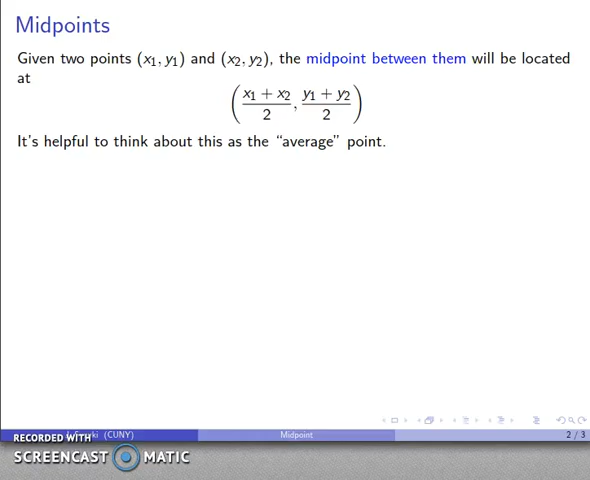 Midpoints
Given two points (x₁, y₁) and (x₂, y₂), the midpoint between them will be located
at
( (x₁ + x₂)/2 , (y₁ + y₂)/2 )
It's helpful to think about this as the “average” point.
(CUNY) Midpoint 2 / 3
RECORDED WITH
SCREENCAST MATIC